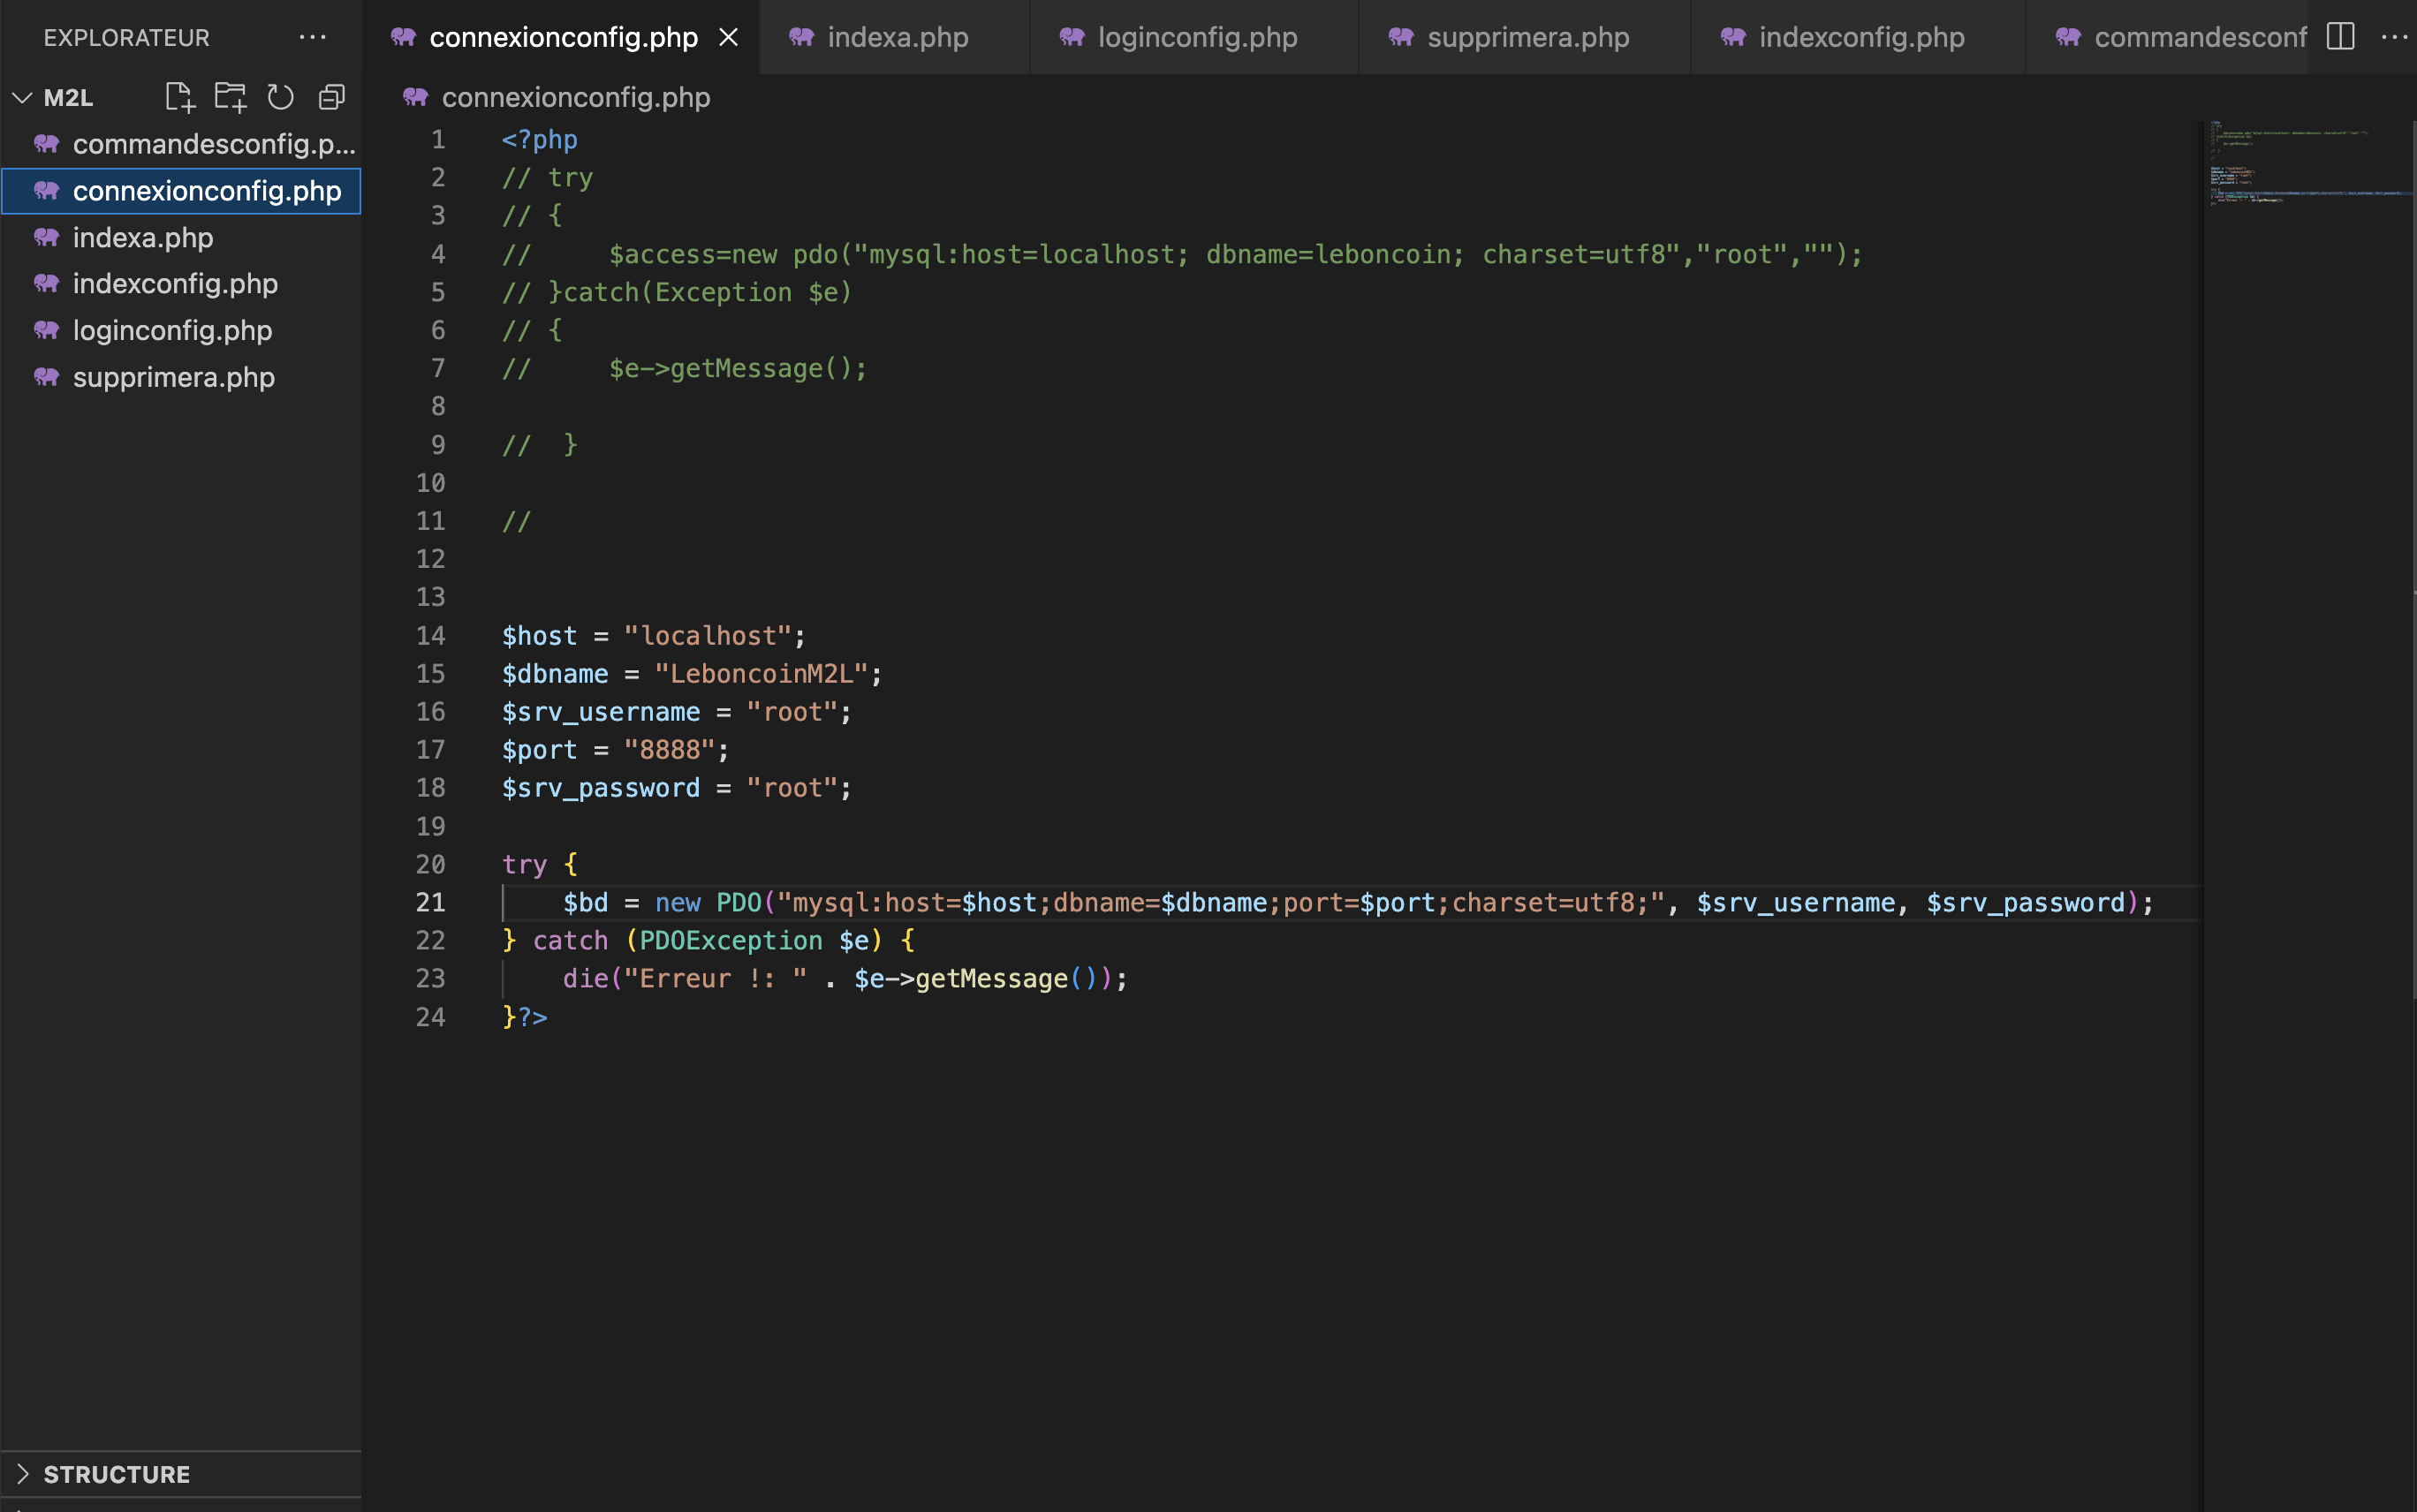 EXPLORATEUR
M2L
commandesconfig.p...
connexionconfig.php
indexa.php
indexconfig.php
loginconfig.php
supprimera.php
STRUCTURE
connexionconfig.php
indexa.php
loginconfig.php
supprimera.php
indexconfig.php
commandesconf
connexionconfig.php
1 <?php
2 // try
3 // {
4 //     $access=new pdo("mysql:host=localhost; dbname=leboncoin; charset=utf8","root","");
5 // }catch(Exception $e)
6 // {
7 //     $e->getMessage();
8
9 //  }
10
11 //
12
13
14 $host = "localhost";
15 $dbname = "LeboncoinM2L";
16 $srv_username = "root";
17 $port = "8888";
18 $srv_password = "root";
19
20 try {
21     $bd = new PDO("mysql:host=$host;dbname=$dbname;port=$port;charset=utf8;", $srv_username, $srv_password);
22 } catch (PDOException $e) {
23     die("Erreur !: " . $e->getMessage());
24 }?>